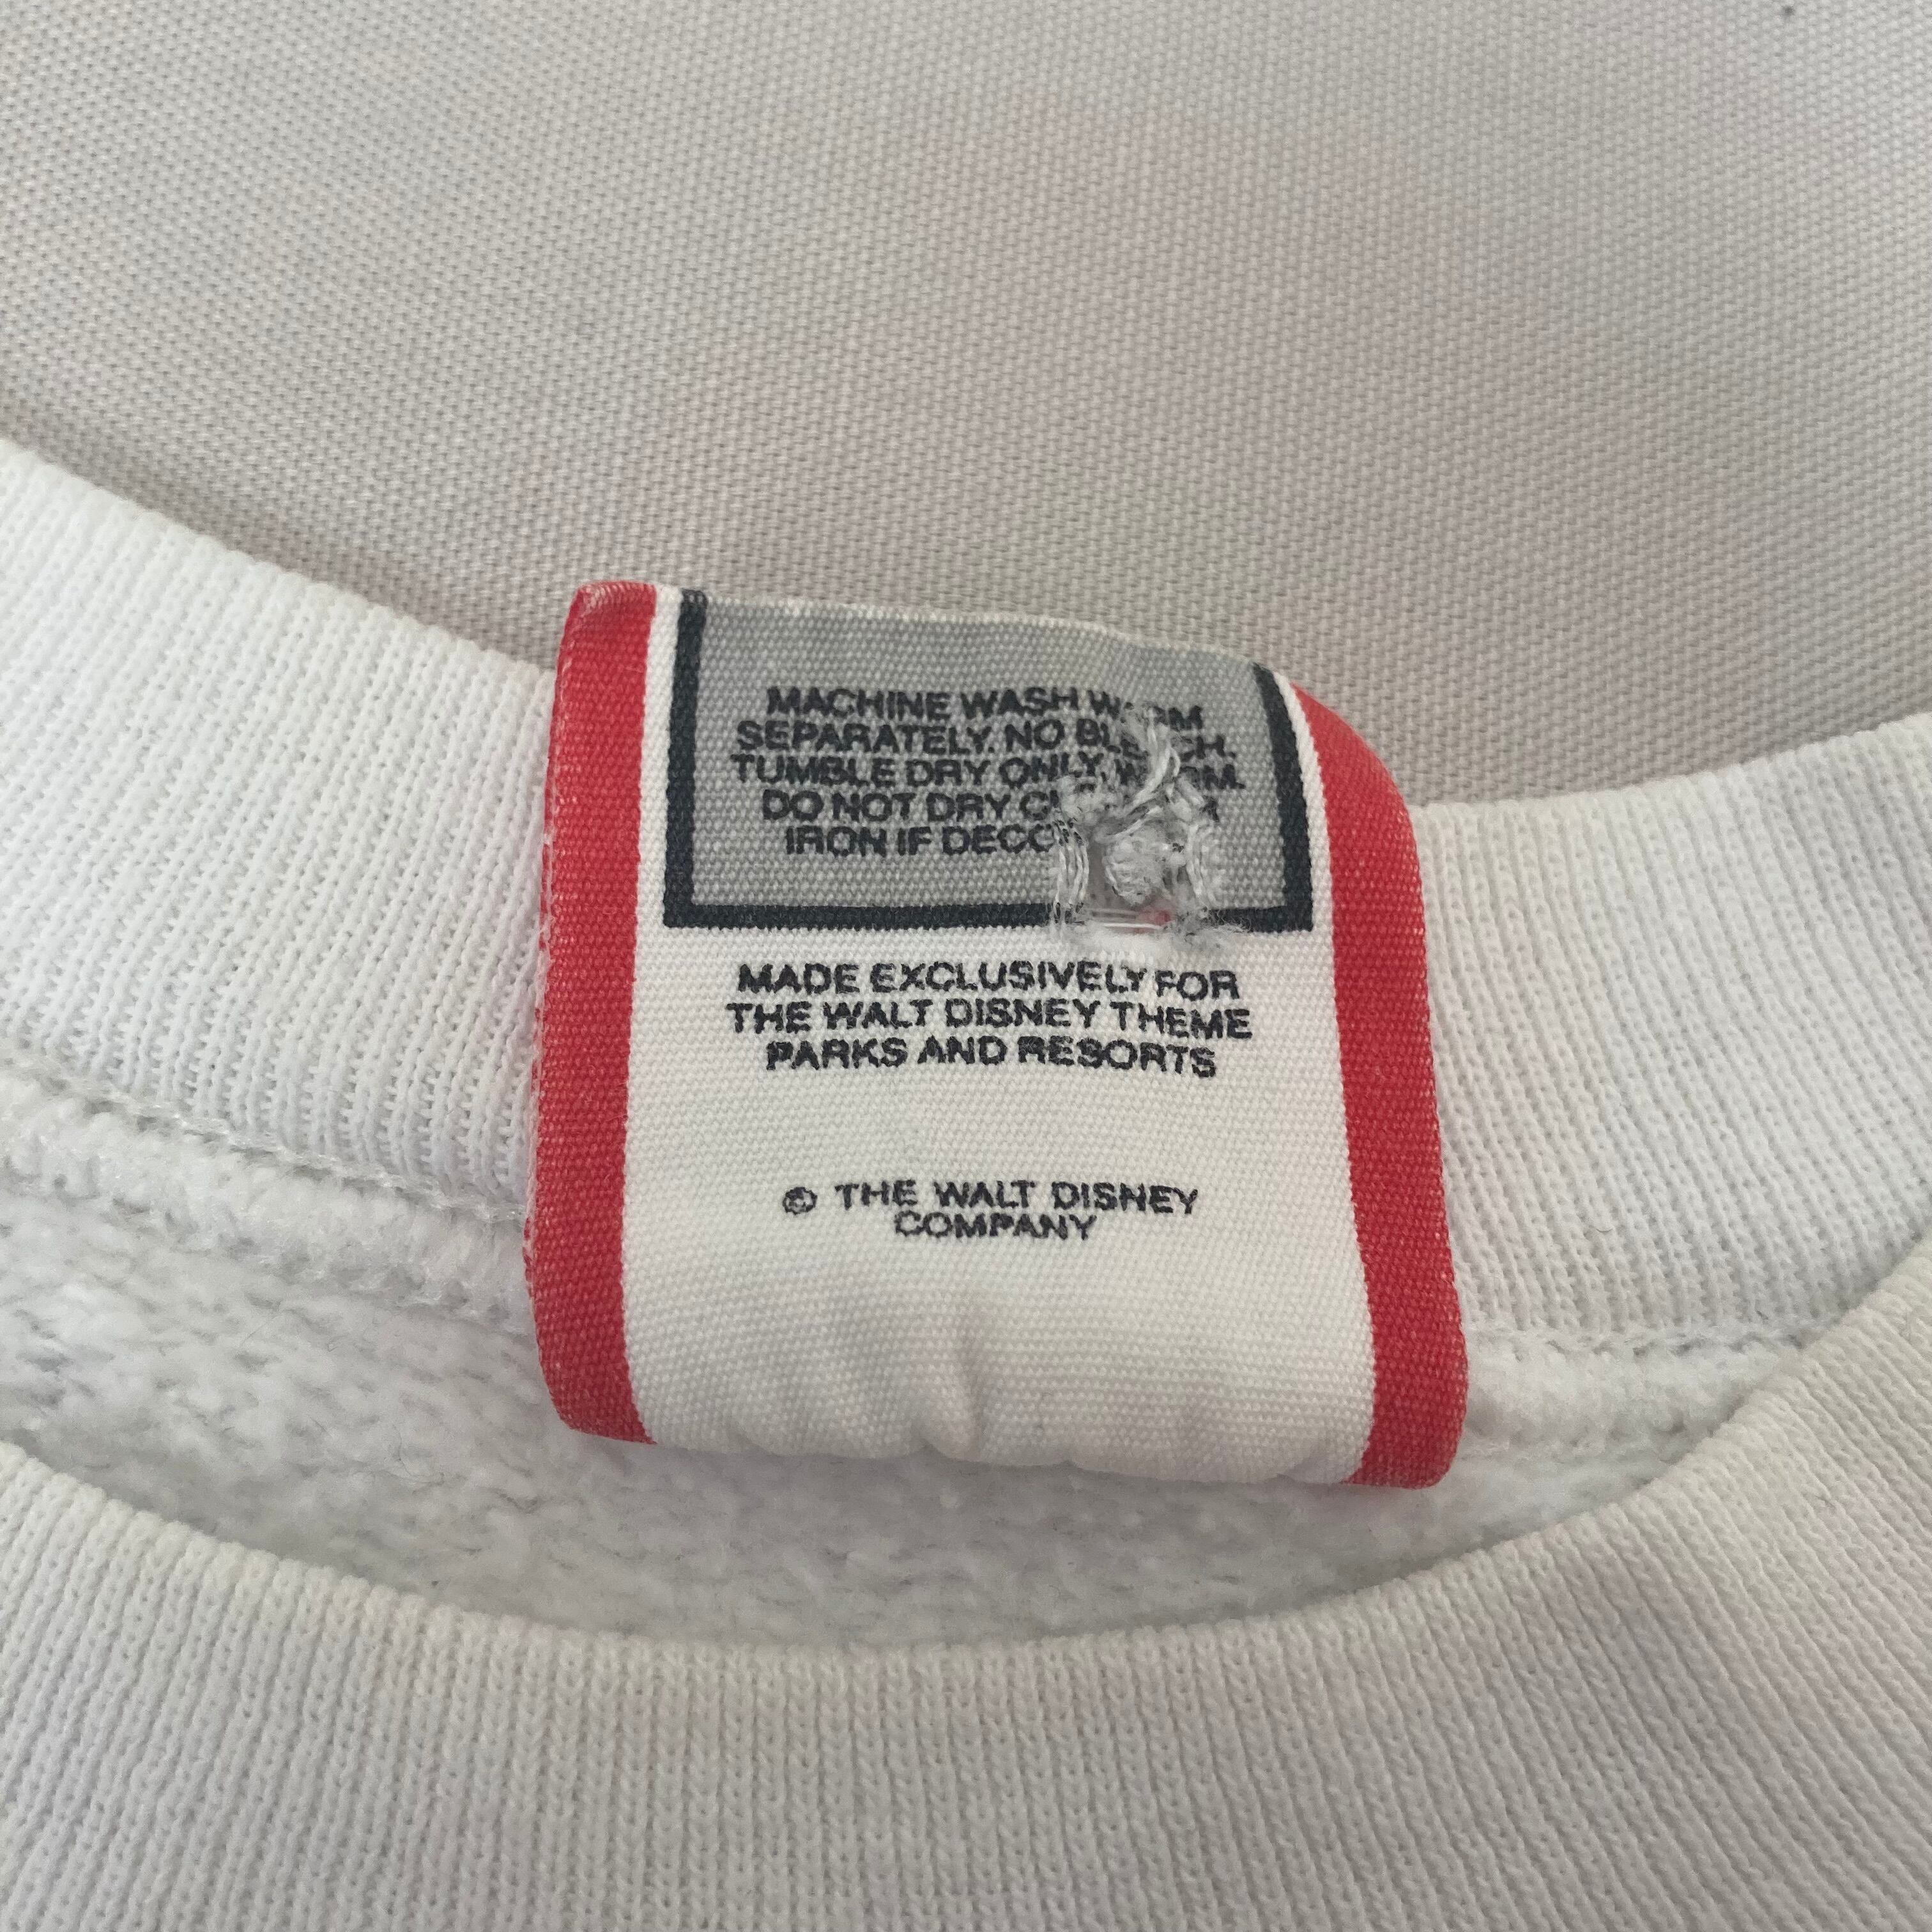 MACHINE WASH
SEPARATELY. NO
TUMBLE DRY ONLY,
DO NOT DRY
IRON IF
MADE EXCLUSIVELY FOR
THE WALT DISNEY THEME
PARKS AND RESORTS
© THE WALT DISNEY
COMPANY